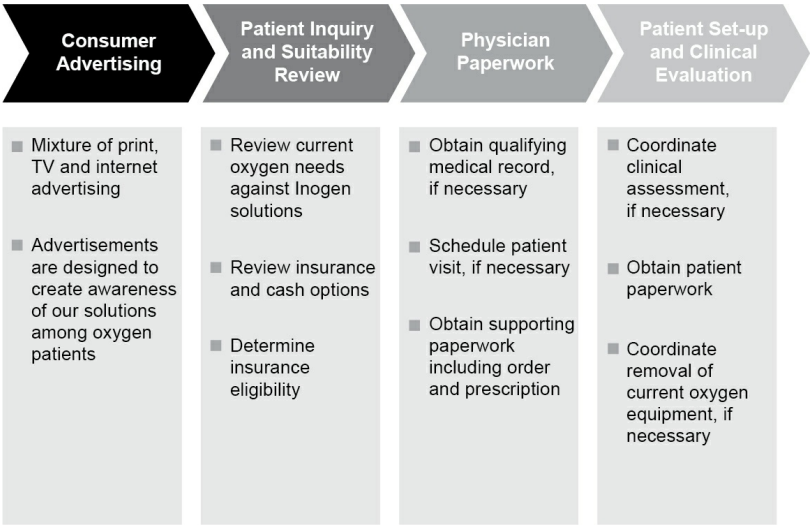 Consumer
Advertising
Patient Inquiry
and Suitability
Review
Physician
Paperwork
Patient Set-up
and Clinical
Evaluation
Mixture of print,
TV and internet
advertising
Advertisements
are designed to
create awareness
of our solutions
among oxygen
patients
Review current
oxygen needs
against Inogen
solutions
Review insurance
and cash options
Determine
insurance
eligibility
Obtain qualifying
medical record,
if necessary
Schedule patient
visit, if necessary
Obtain supporting
paperwork
including order
and prescription
Coordinate
clinical
assessment,
if necessary
Obtain patient
paperwork
Coordinate
removal of
current oxygen
equipment, if
necessary